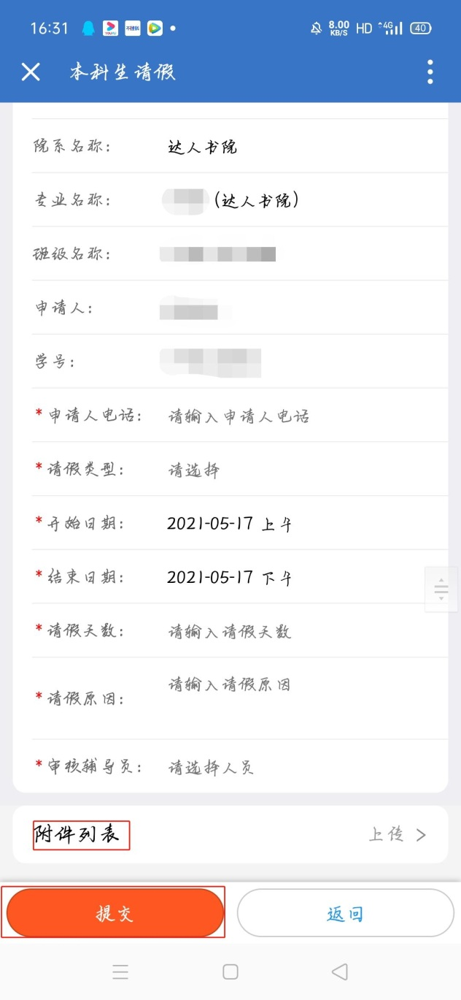 16:31 8.00 KB/S HD 4G 40
本科生请假
院系名称: 达人书院
专业名称: (达人书院)
班级名称:
申请人:
学号:
*申请人电话: 请输入申请人电话
*请假类型: 请选择
*开始日期: 2021-05-17 上午
*结束日期: 2021-05-17 下午
*请假天数: 请输入请假天数
*请假原因: 请输入请假原因
*审核辅导员: 请选择人员
附件列表 上传
提交 返回